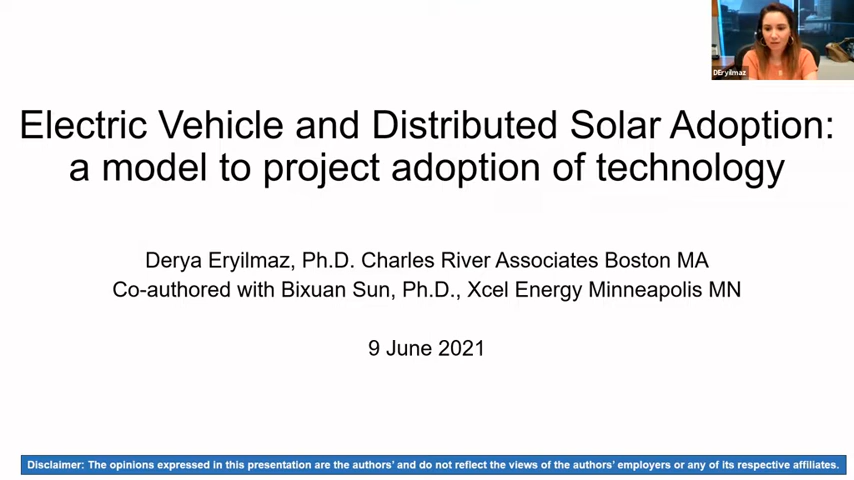 DEryilmaz
Electric Vehicle and Distributed Solar Adoption:
a model to project adoption of technology
Derya Eryilmaz, Ph.D. Charles River Associates Boston MA
Co-authored with Bixuan Sun, Ph.D., Xcel Energy Minneapolis MN
9 June 2021
Disclaimer: The opinions expressed in this presentation are the authors' and do not reflect the views of the authors' employers or any of its respective affiliates.